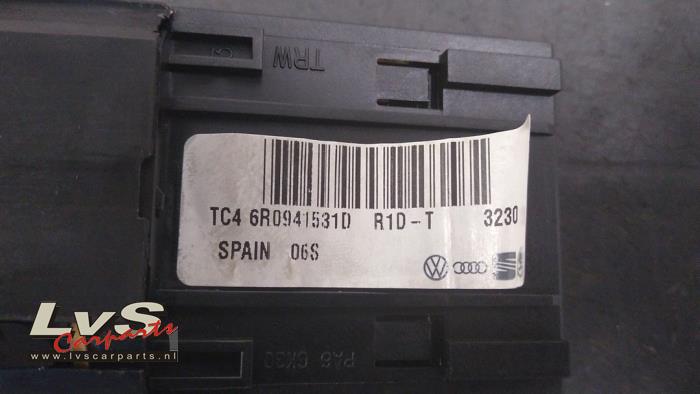 TRW
TC4 6R0941531D R1D-T 3230
SPAIN 06S
LvS
Carparts
www.lvscarparts.nl